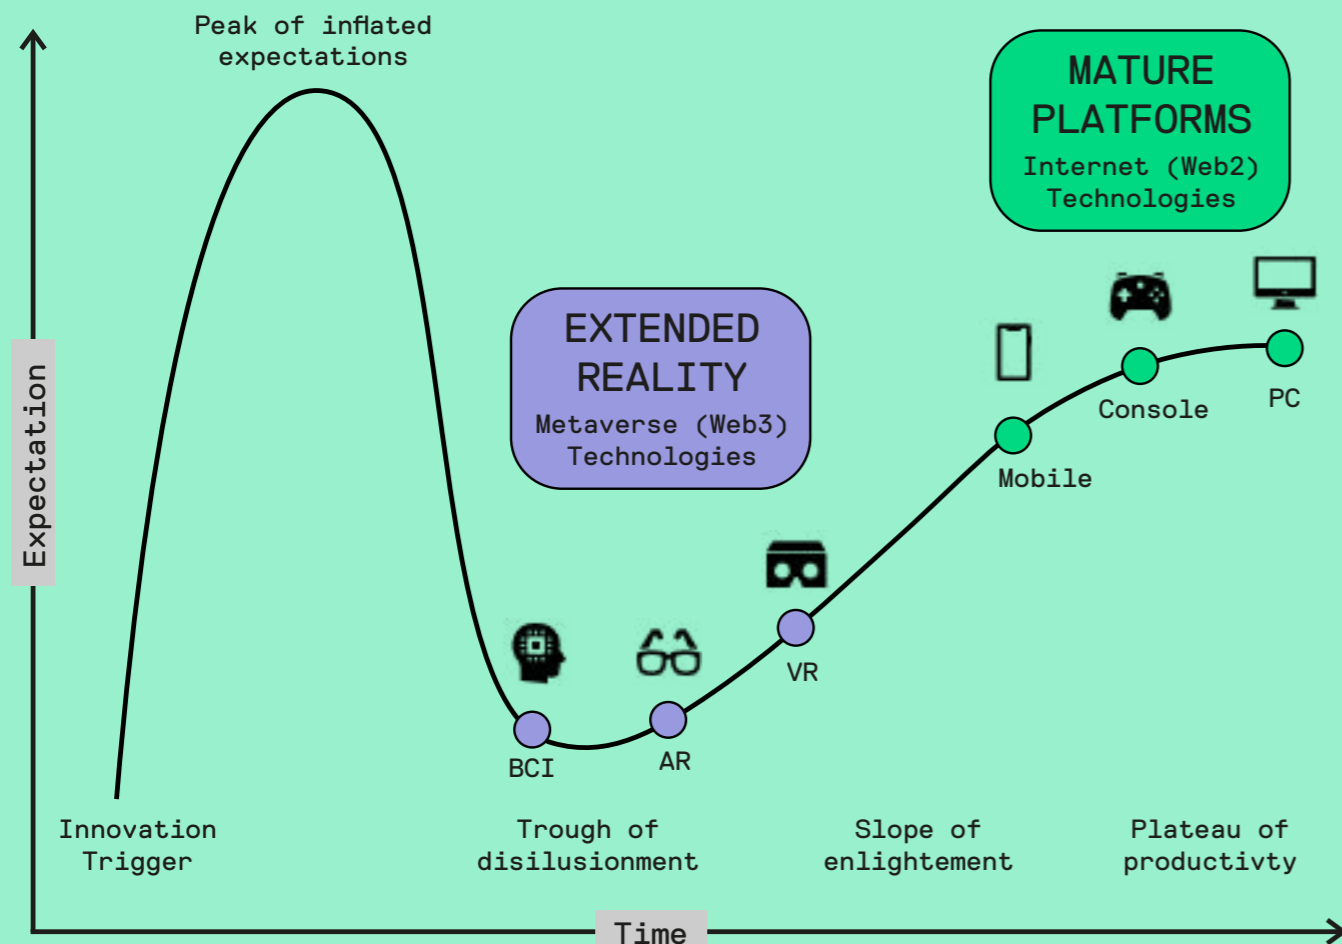 Peak of inflated
expectations
MATURE
PLATFORMS
Internet (Web2)
Technologies
EXTENDED
REALITY
Metaverse (Web3)
Technologies
Expectation
PC
Console
Mobile
VR
AR
BCI
Innovation
Trigger
Trough of
disilusionment
Slope of
enlightement
Plateau of
productivty
Time